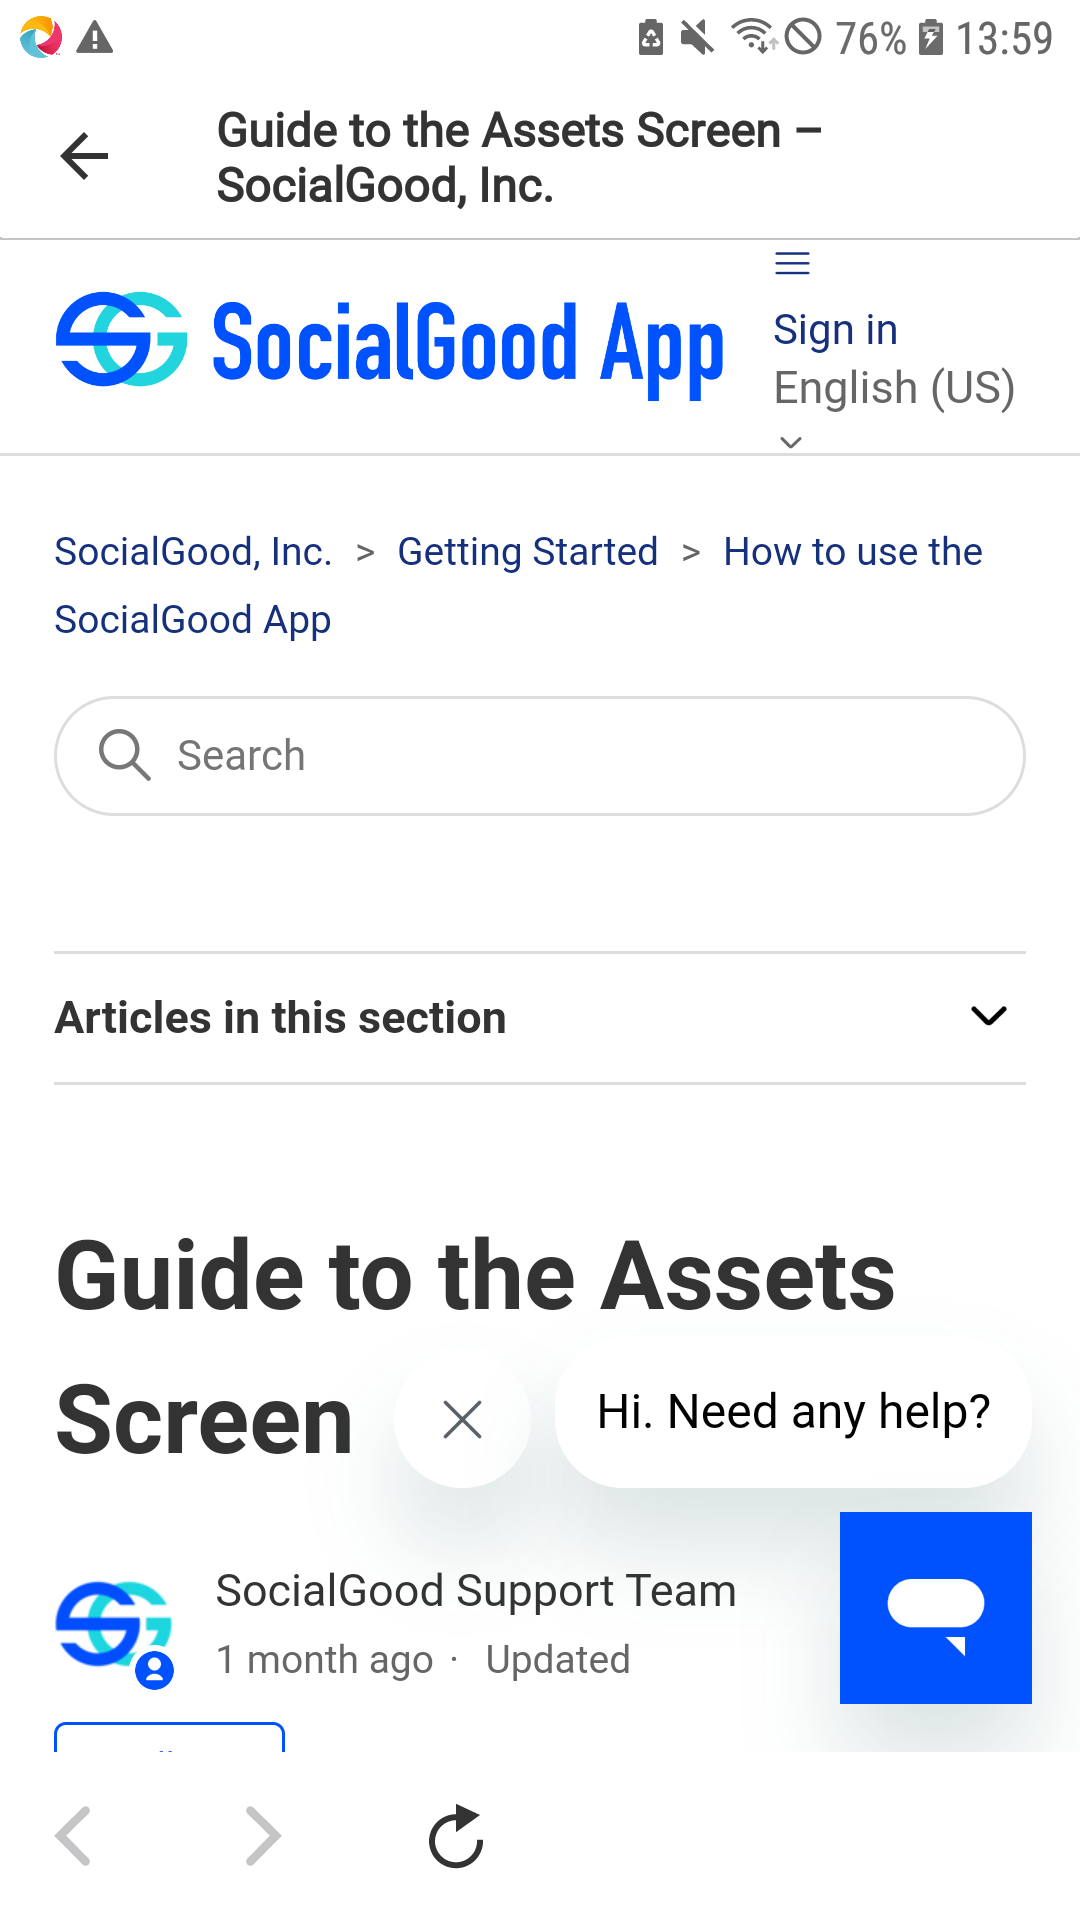 76% 13:59
Guide to the Assets Screen –
SocialGood, Inc.
SocialGood App
Sign in
English (US)
SocialGood, Inc. > Getting Started > How to use the
SocialGood App
Search
Articles in this section
Guide to the Assets
Screen
Hi. Need any help?
SocialGood Support Team
1 month ago · Updated